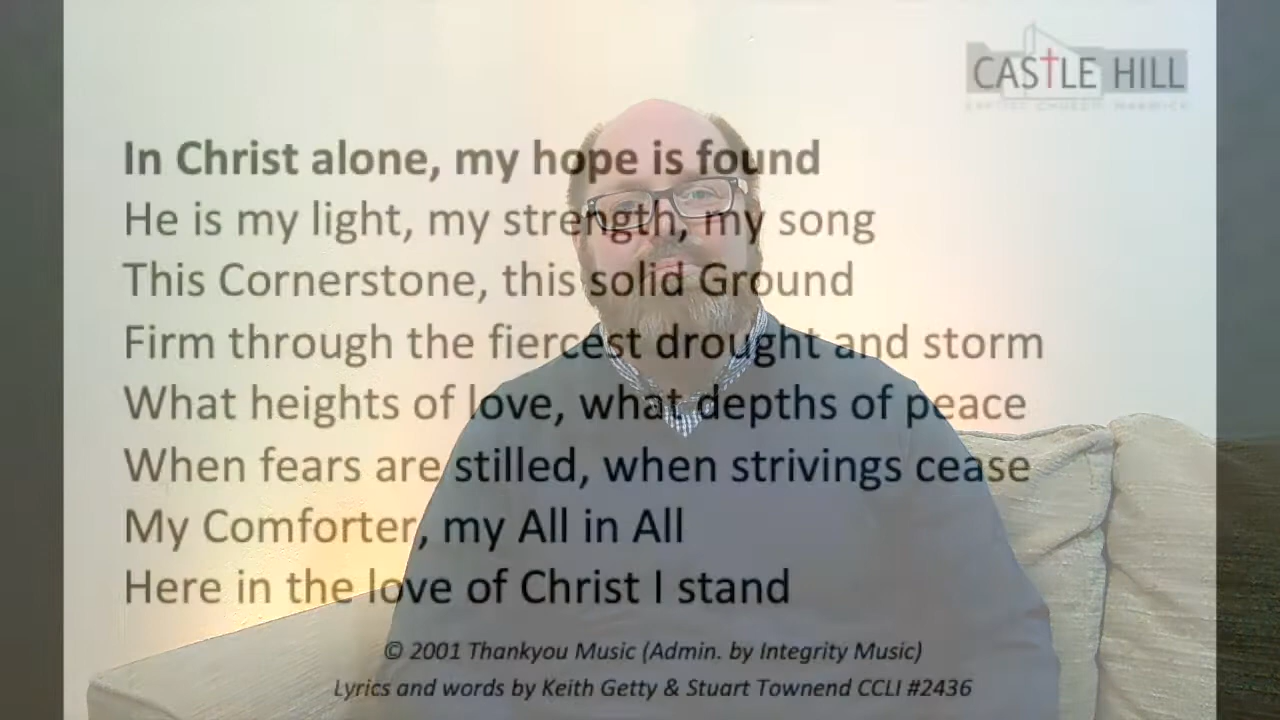 CASTLE HILL
BAPTIST CHURCH WARWICK
In Christ alone, my hope is found
He is my light, my strength, my song
This Cornerstone, this solid Ground
Firm through the fiercest drought and storm
What heights of love, what depths of peace
When fears are stilled, when strivings cease
My Comforter, my All in All
Here in the love of Christ I stand
© 2001 Thankyou Music (Admin. by Integrity Music)
Lyrics and words by Keith Getty & Stuart Townend CCLI #2436